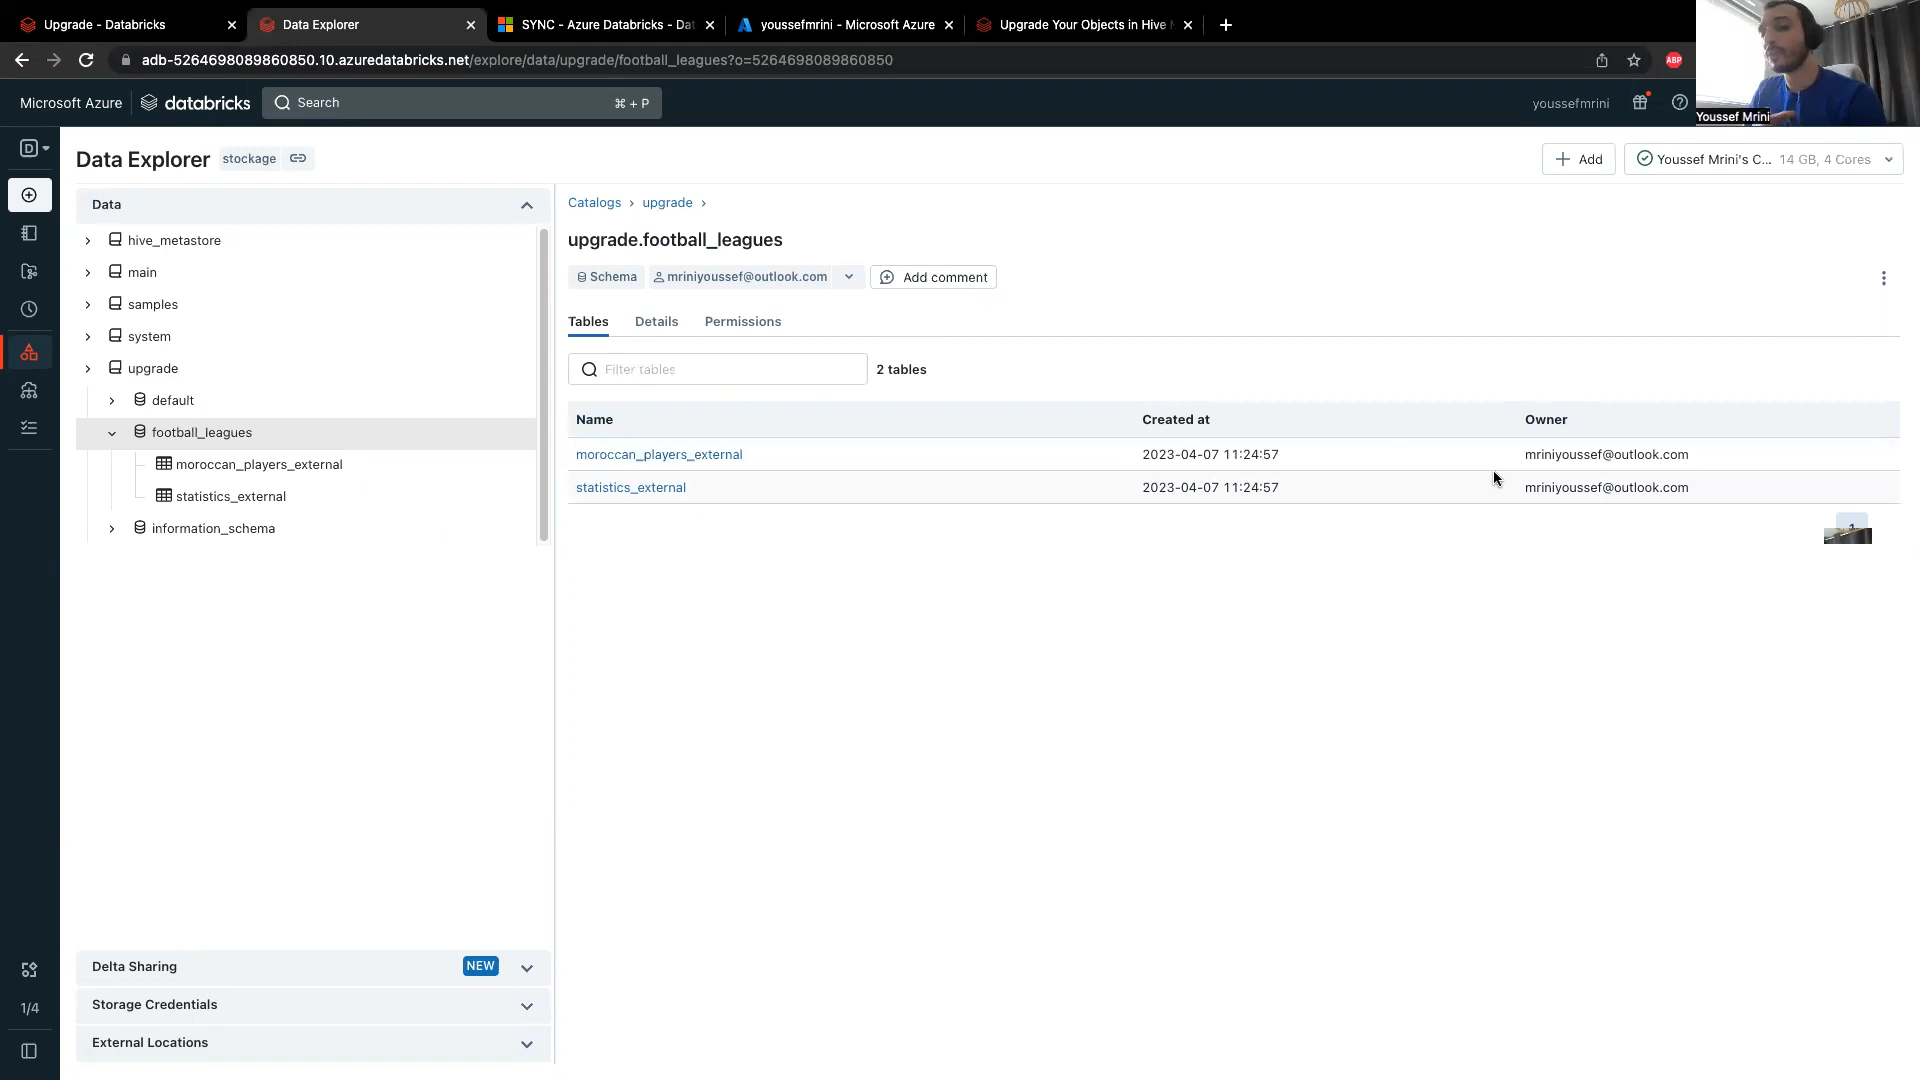 Upgrade - Databricks
Data Explorer
SYNC - Azure Databricks - Dat
youssefmrini - Microsoft Azure
Upgrade Your Objects in Hive
adb-5264698089860850.10.azuredatabricks.net/explore/data/upgrade/football_leagues?o=5264698089860850
ABP
Microsoft Azure
databricks
Search
⌘ + P
youssefmrini
Youssef Mrini
D
Data Explorer
stockage
Add
Youssef Mrini's C... 14 GB, 4 Cores
Data
hive_metastore
main
samples
system
upgrade
default
football_leagues
moroccan_players_external
statistics_external
information_schema
Catalogs › upgrade ›
upgrade.football_leagues
Schema
mriniyoussef@outlook.com
Add comment
Tables
Details
Permissions
Filter tables
2 tables
Name Created at Owner
moroccan_players_external 2023-04-07 11:24:57 mriniyoussef@outlook.com
statistics_external 2023-04-07 11:24:57 mriniyoussef@outlook.com
Delta Sharing
NEW
Storage Credentials
External Locations
1/4